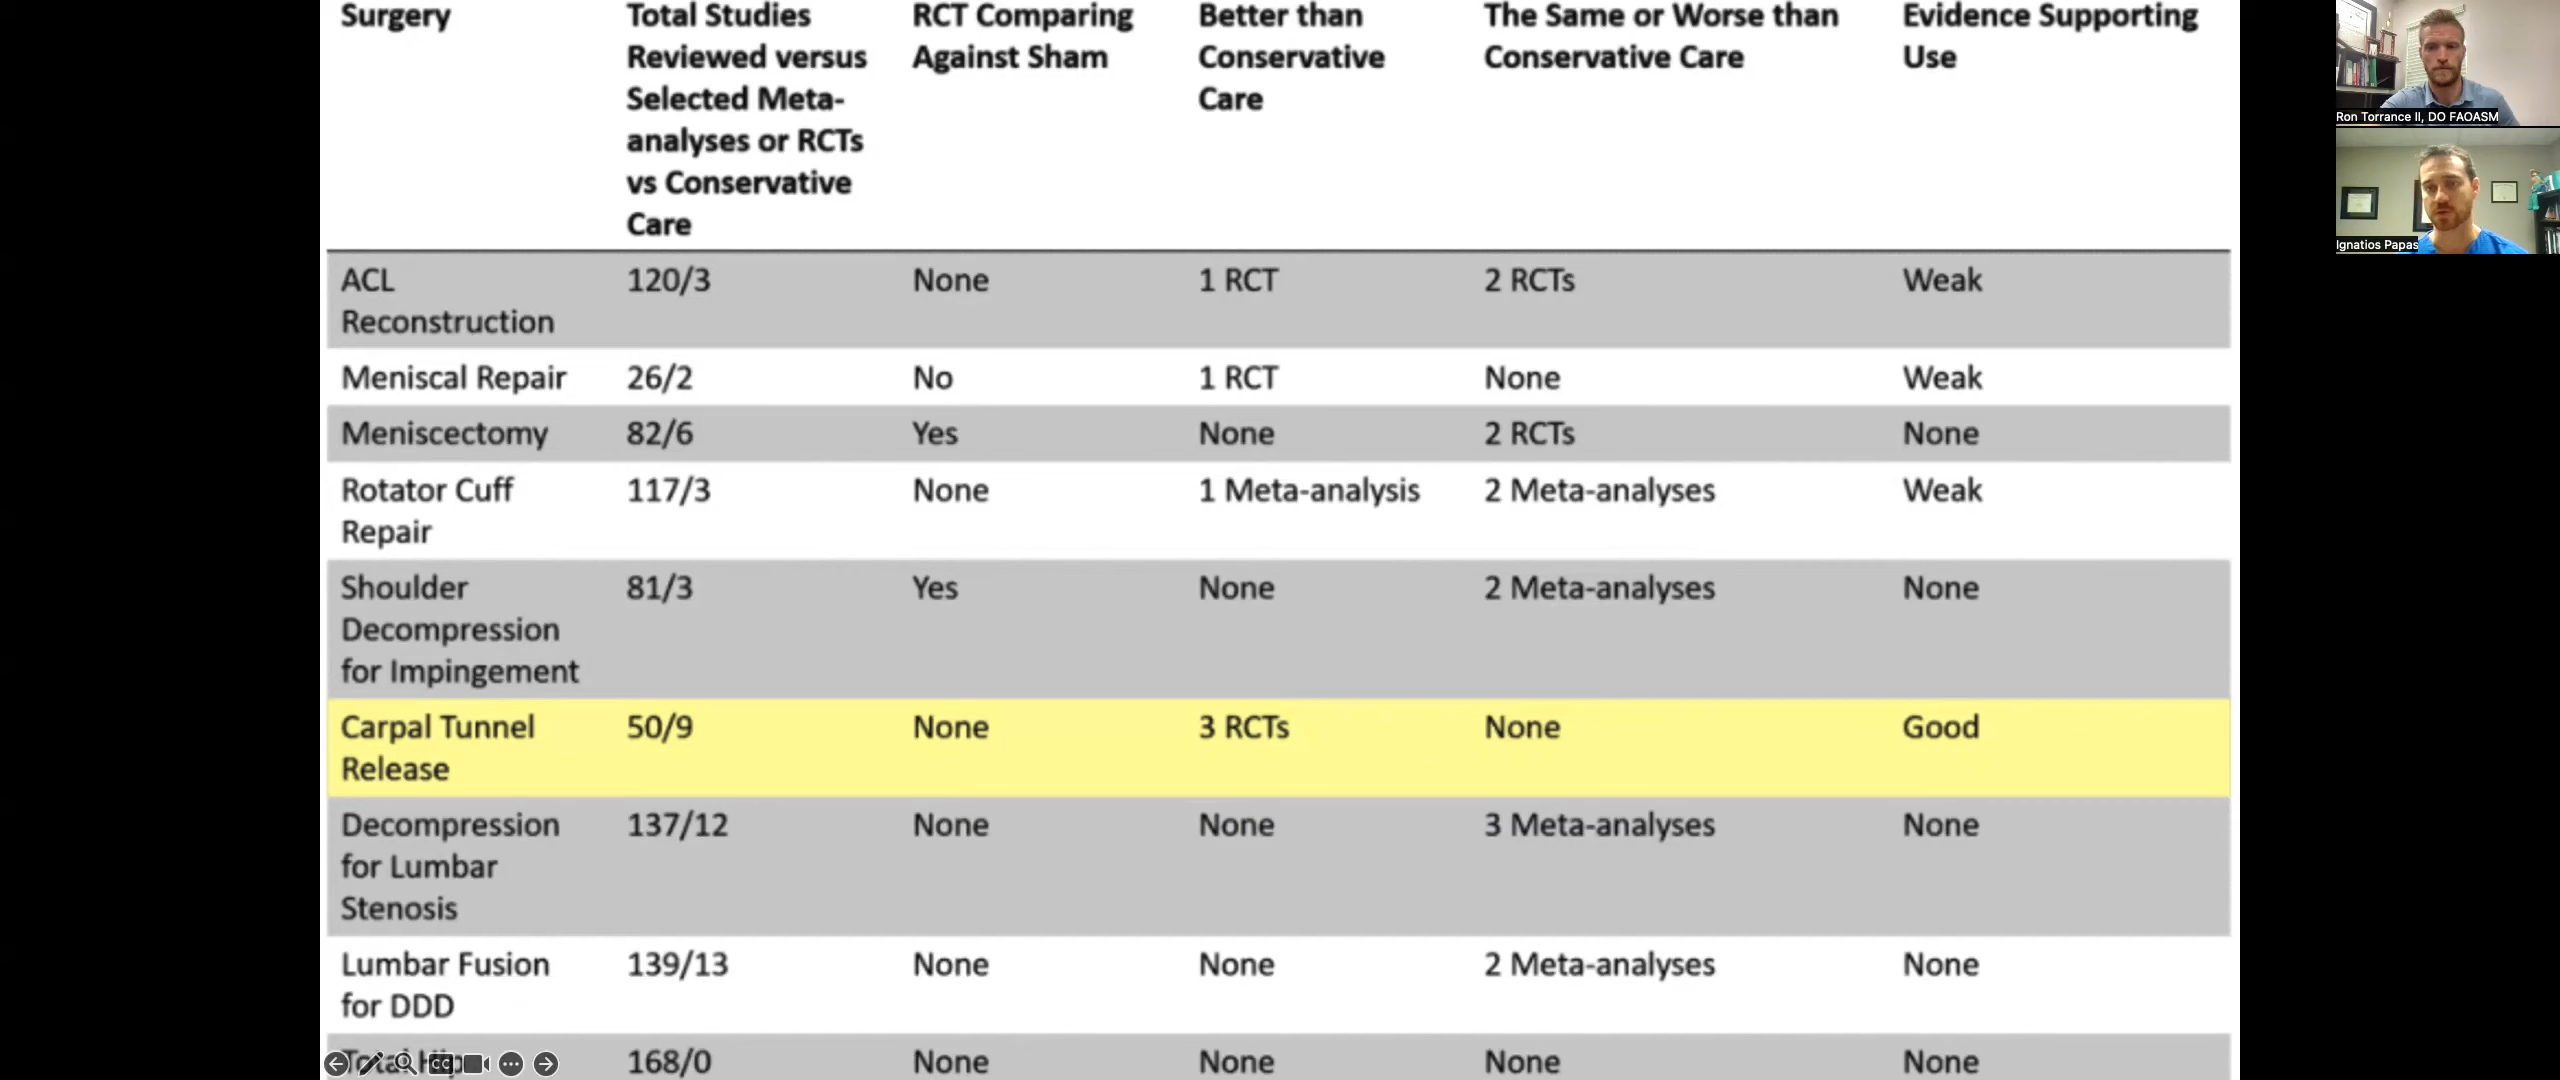 Surgery
Total Studies
Reviewed versus
Selected Meta-
analyses or RCTs
vs Conservative
Care
RCT Comparing
Against Sham
Better than
Conservative
Care
The Same or Worse than
Conservative Care
Evidence Supporting
Use
ACL
Reconstruction
120/3
None
1 RCT
2 RCTs
Weak
Meniscal Repair
26/2
No
1 RCT
None
Weak
Meniscectomy
82/6
Yes
None
2 RCTs
None
Rotator Cuff
Repair
117/3
None
1 Meta-analysis
2 Meta-analyses
Weak
Shoulder
Decompression
for Impingement
81/3
Yes
None
2 Meta-analyses
None
Carpal Tunnel
Release
50/9
None
3 RCTs
None
Good
Decompression
for Lumbar
Stenosis
137/12
None
None
3 Meta-analyses
None
Lumbar Fusion
for DDD
139/13
None
None
2 Meta-analyses
None
Total Hip
168/0
None
None
None
None
CC
Ron Torrance II, DO FAOASM
Ignatios Papas